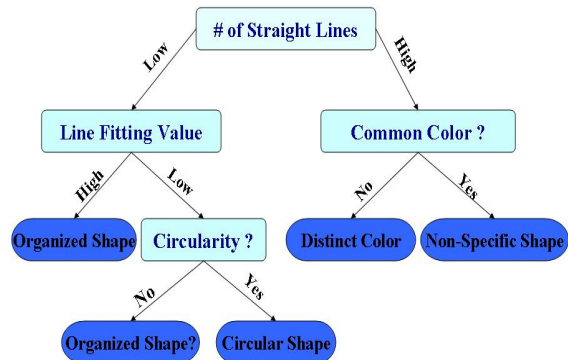 # of Straight Lines
Low
High
Line Fitting Value
Common Color ?
High
Low
No
Yes
Organized Shape
Circularity ?
Distinct Color
Non-Specific Shape
No
Yes
Organized Shape?
Circular Shape